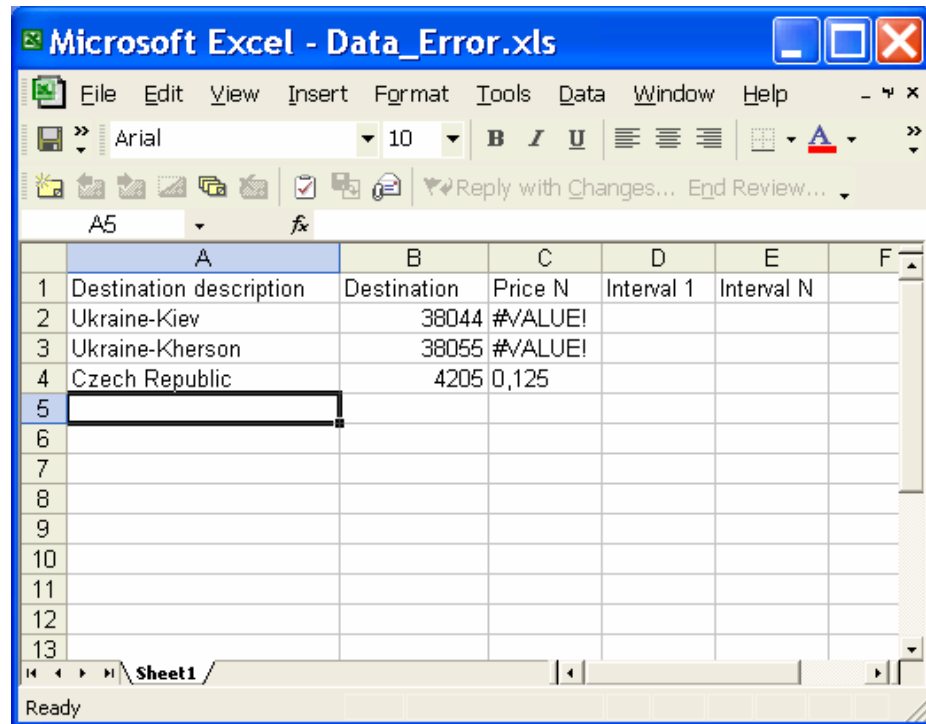 Microsoft Excel - Data_Error.xls
File Edit View Insert Format Tools Data Window Help
Arial 10 B I U A
Reply with Changes... End Review...
A5 fx
A B C D E F
1 Destination description Destination Price N Interval 1 Interval N
2 Ukraine-Kiev 38044 #VALUE!
3 Ukraine-Kherson 38055 #VALUE!
4 Czech Republic 4205 0,125
5
6
7
8
9
10
11
12
13
Sheet1
Ready